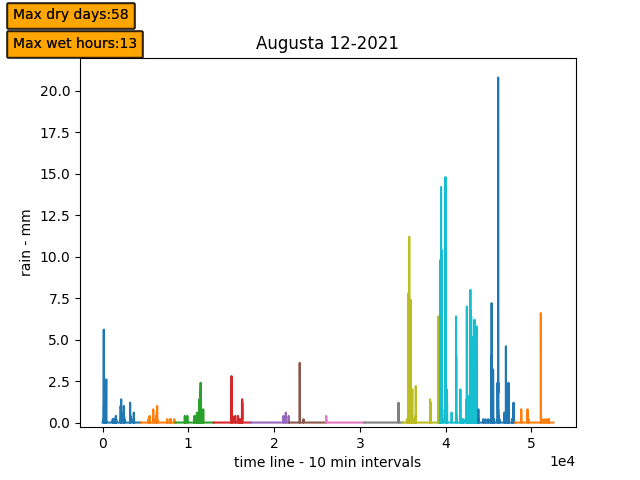 Max dry days:58
Max wet hours:13
Augusta 12-2021
rain - mm
20.0
17.5
15.0
12.5
10.0
7.5
5.0
2.5
0.0
0 1 2 3 4 5
1e4
time line - 10 min intervals